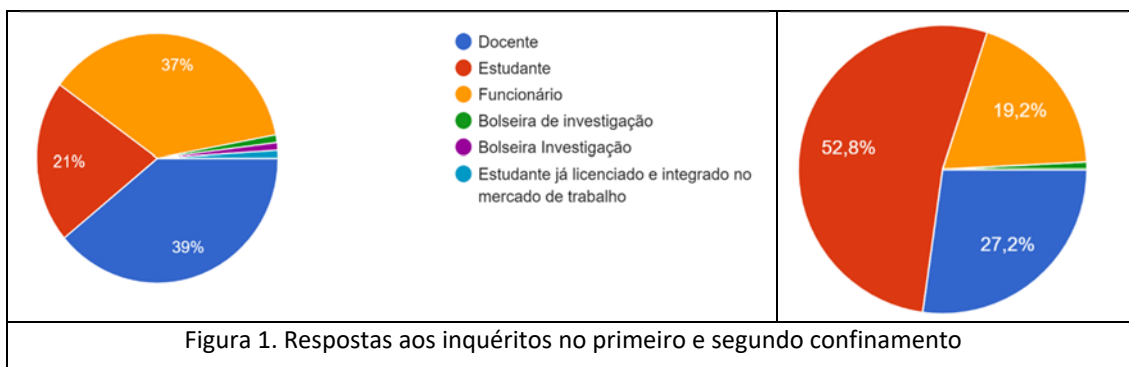 37%
21%
39%
Docente
Estudante
Funcionário
Bolseira de investigação
Bolseira Investigação
Estudante já licenciado e integrado no
mercado de trabalho
52,8%
19,2%
27,2%
Figura 1. Respostas aos inquéritos no primeiro e segundo confinamento